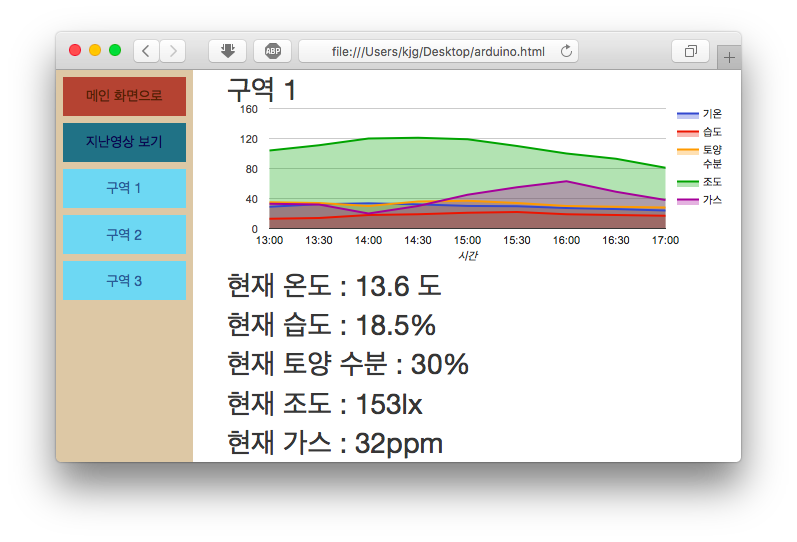 ABP
file:///Users/kjg/Desktop/arduino.html
메인 화면으로
지난영상 보기
구역 1
구역 2
구역 3
구역 1
160
120
80
40
0
13:00 13:30 14:00 14:30 15:00 15:30 16:00 16:30 17:00
시간
기온
습도
토양
수분
조도
가스
현재 온도 : 13.6 도
현재 습도 : 18.5%
현재 토양 수분 : 30%
현재 조도 : 153lx
현재 가스 : 32ppm